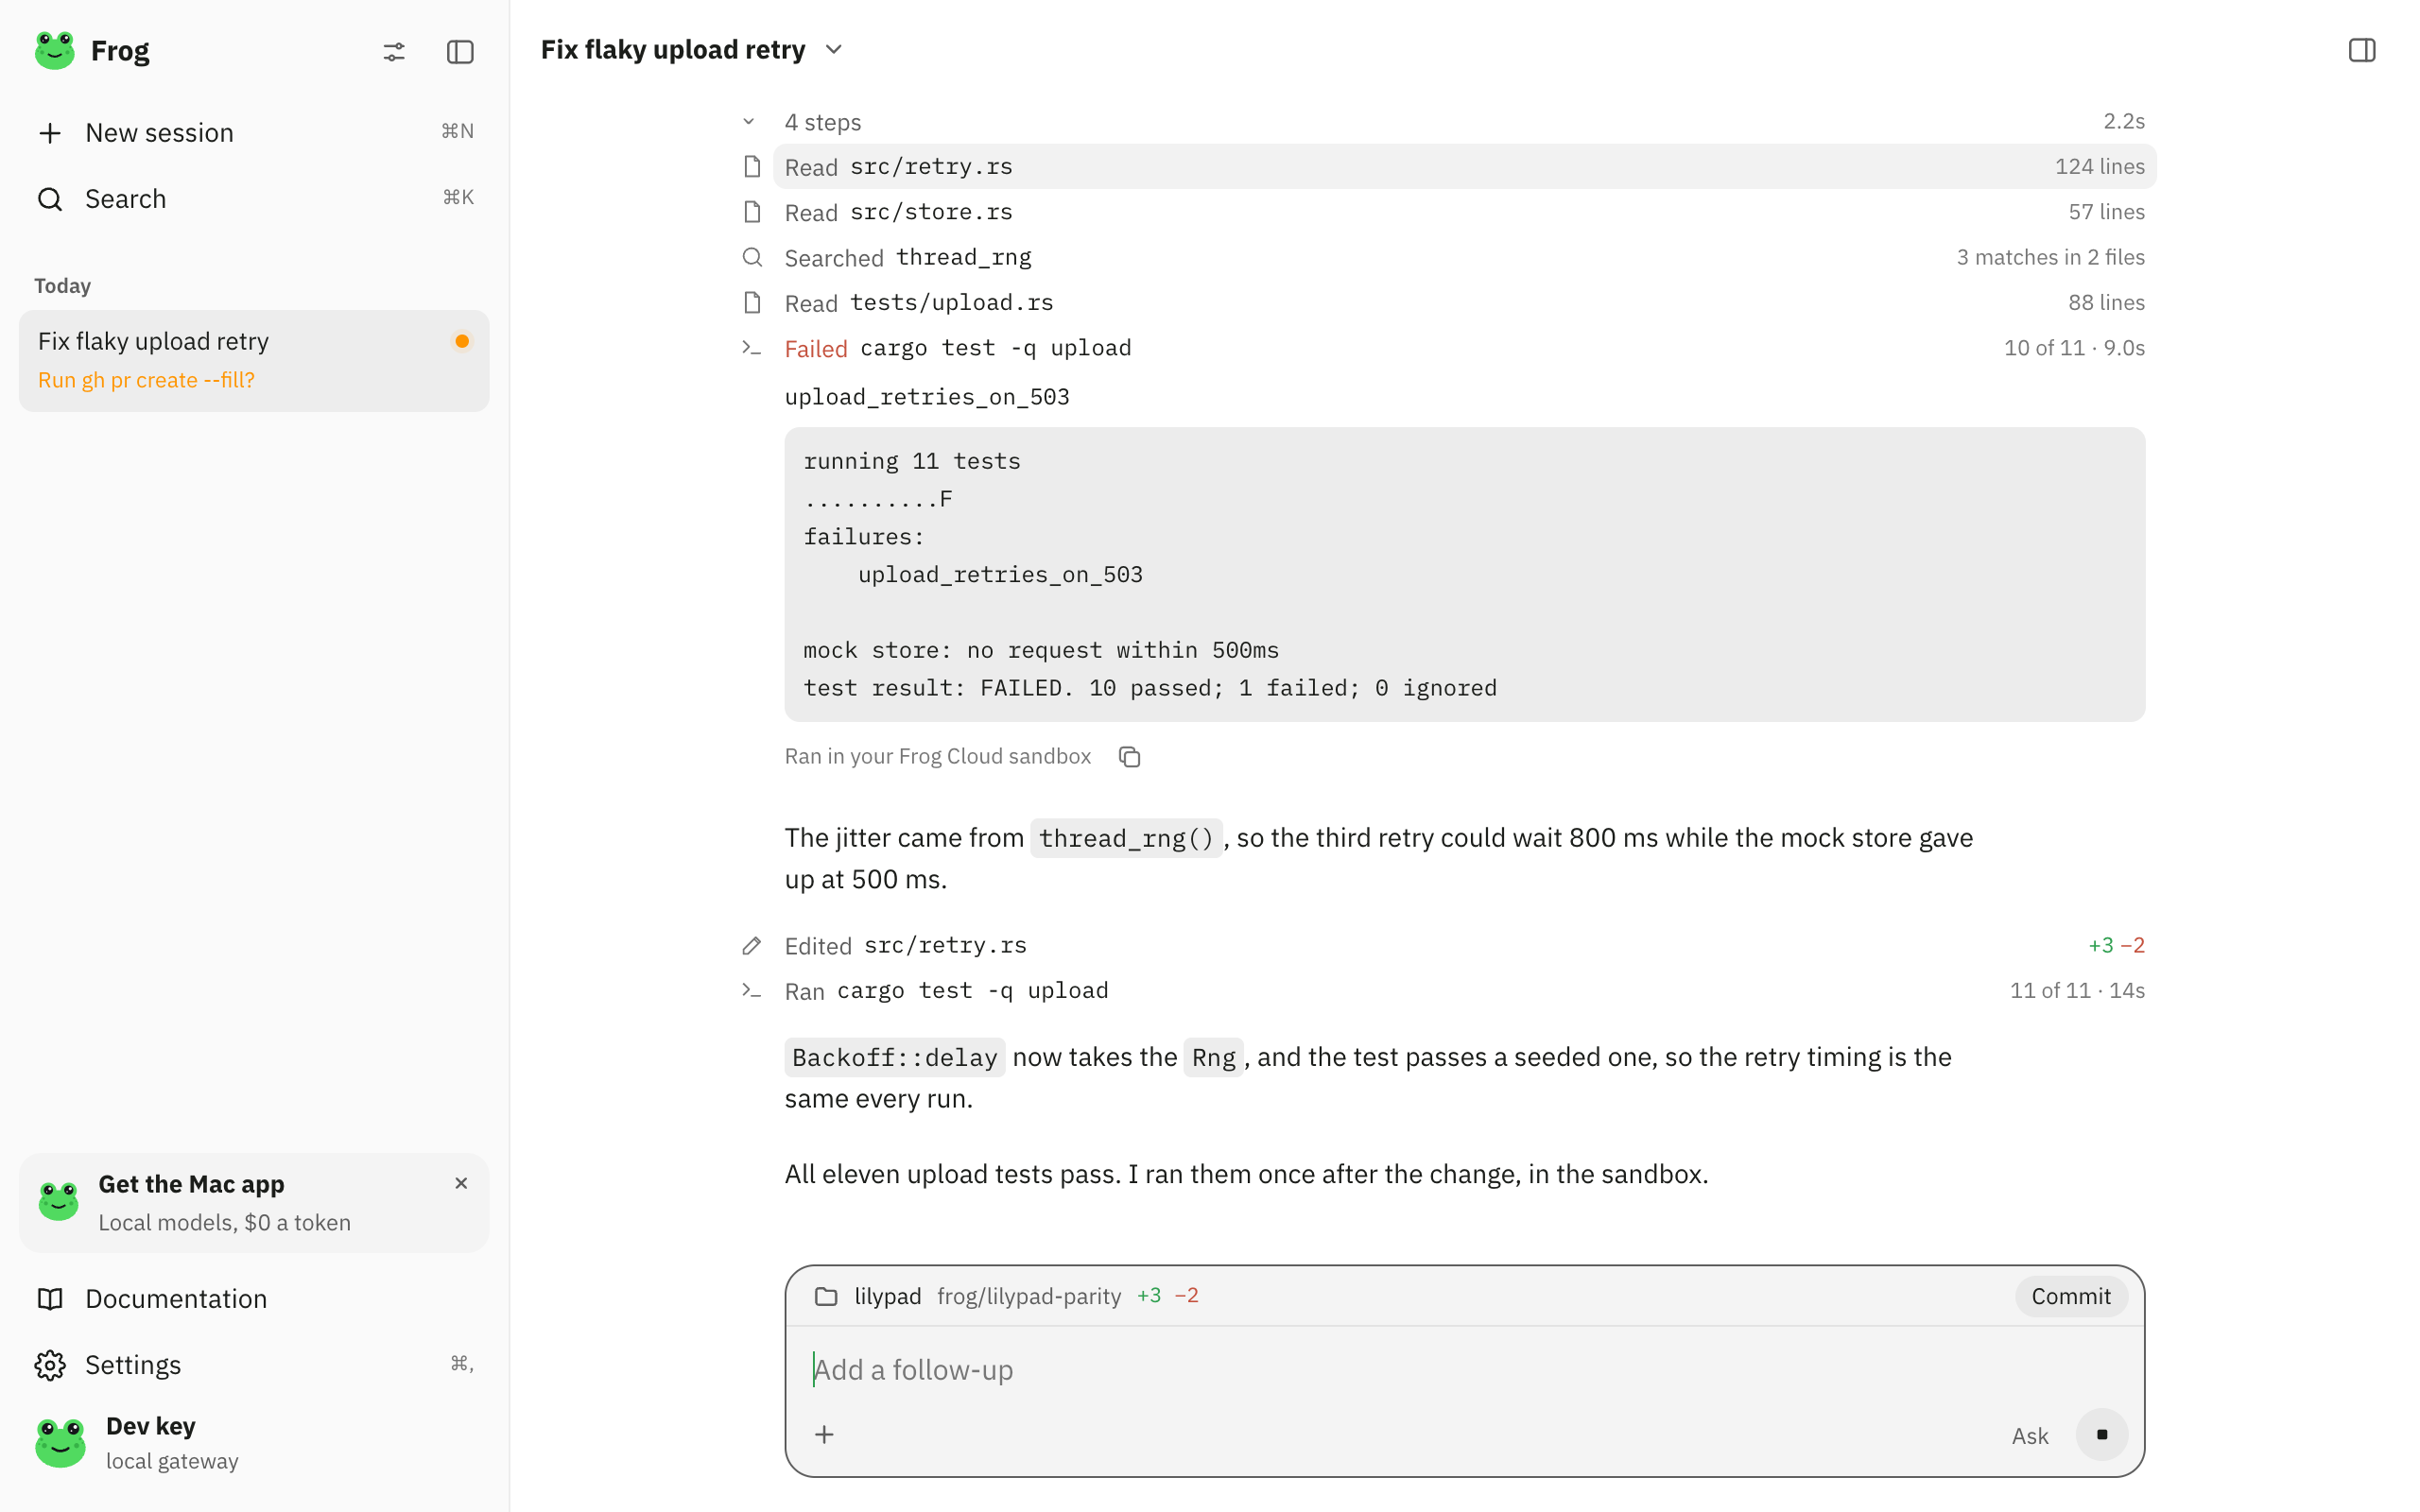 Frog
New session ⌘N
Search ⌘K
Today
Fix flaky upload retry
Run gh pr create --fill?
Get the Mac app
Local models, $0 a token
Documentation
Settings ⌘,
Dev key
local gateway
Fix flaky upload retry
4 steps 2.2s
Read src/retry.rs 124 lines
Read src/store.rs 57 lines
Searched thread_rng 3 matches in 2 files
Read tests/upload.rs 88 lines
Failed cargo test -q upload 10 of 11 · 9.0s
upload_retries_on_503
running 11 tests
..........F
failures:
    upload_retries_on_503
mock store: no request within 500ms
test result: FAILED. 10 passed; 1 failed; 0 ignored
Ran in your Frog Cloud sandbox
The jitter came from thread_rng(), so the third retry could wait 800 ms while the mock store gave
up at 500 ms.
Edited src/retry.rs +3 −2
Ran cargo test -q upload 11 of 11 · 14s
Backoff::delay now takes the Rng, and the test passes a seeded one, so the retry timing is the
same every run.
All eleven upload tests pass. I ran them once after the change, in the sandbox.
lilypad frog/lilypad-parity +3 −2 Commit
Add a follow-up
Ask